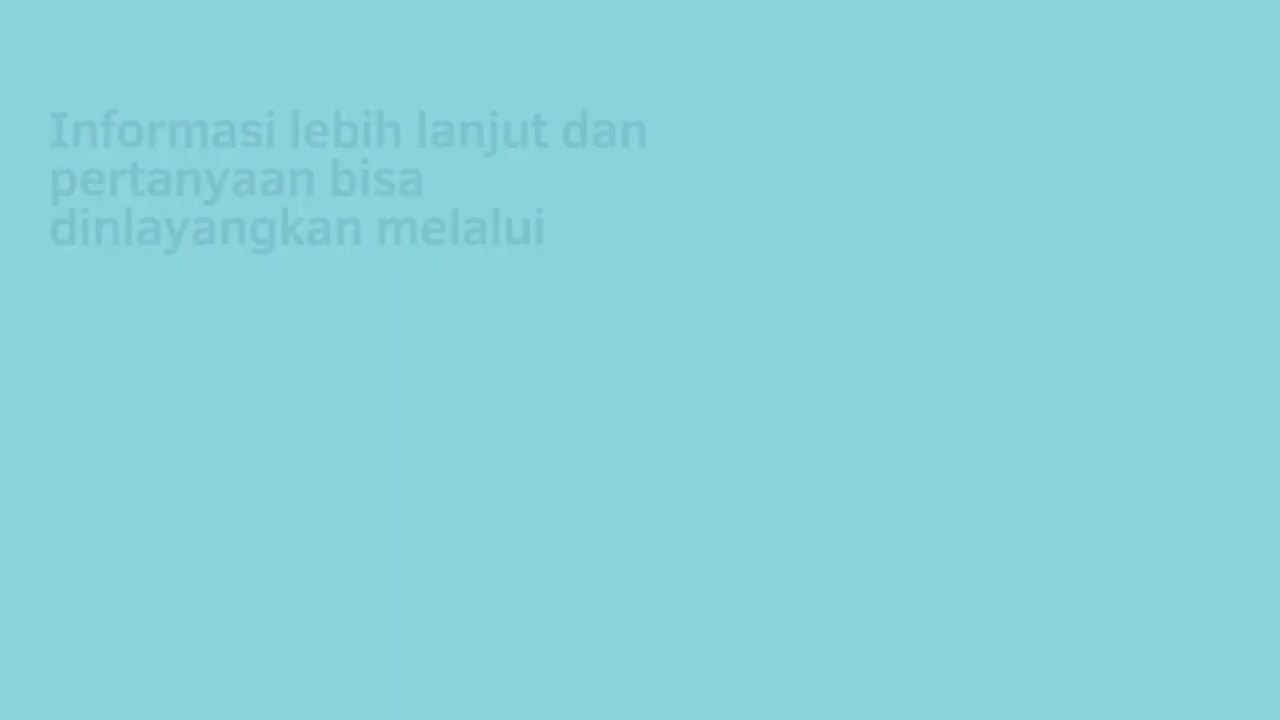 Informasi lebih lanjut dan
pertanyaan bisa
dinlayangkan melalui